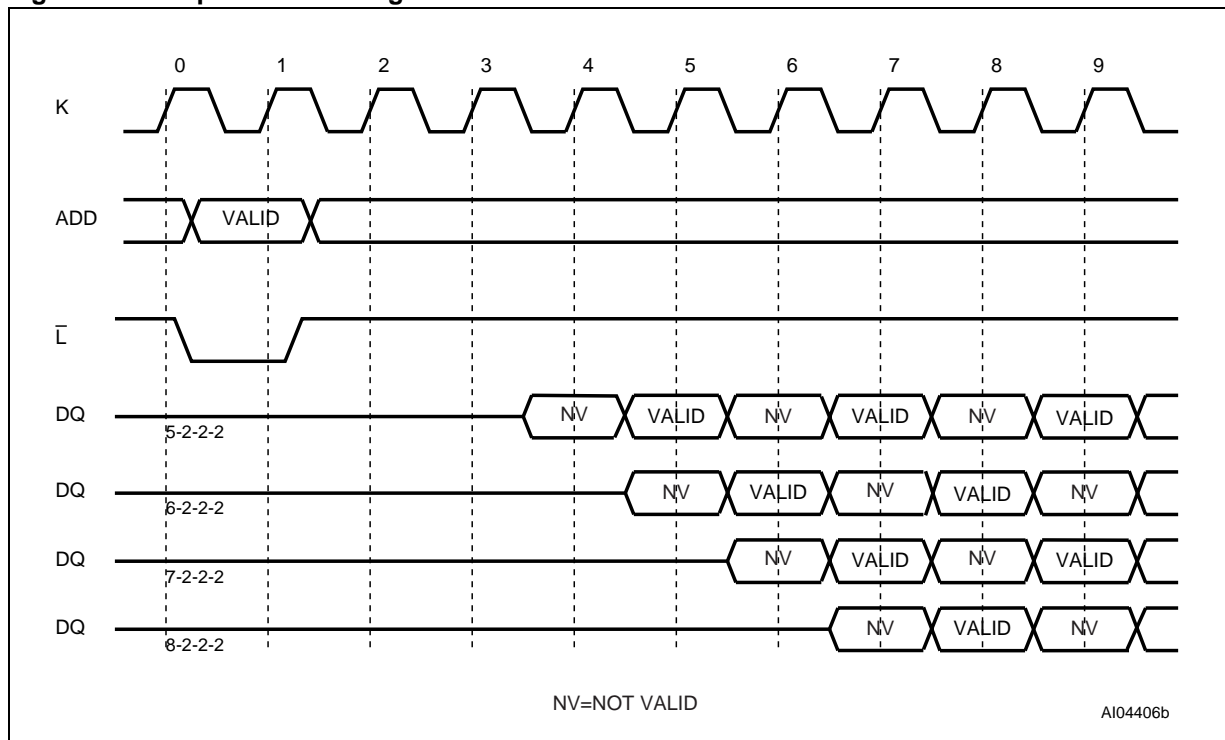 0 1 2 3 4 5 6 7 8 9
K
ADD VALID
L̅
DQ NV VALID NV VALID NV VALID
5-2-2-2
DQ NV VALID NV VALID NV
6-2-2-2
DQ NV VALID NV VALID
7-2-2-2
DQ NV VALID NV
8-2-2-2
NV=NOT VALID
AI04406b